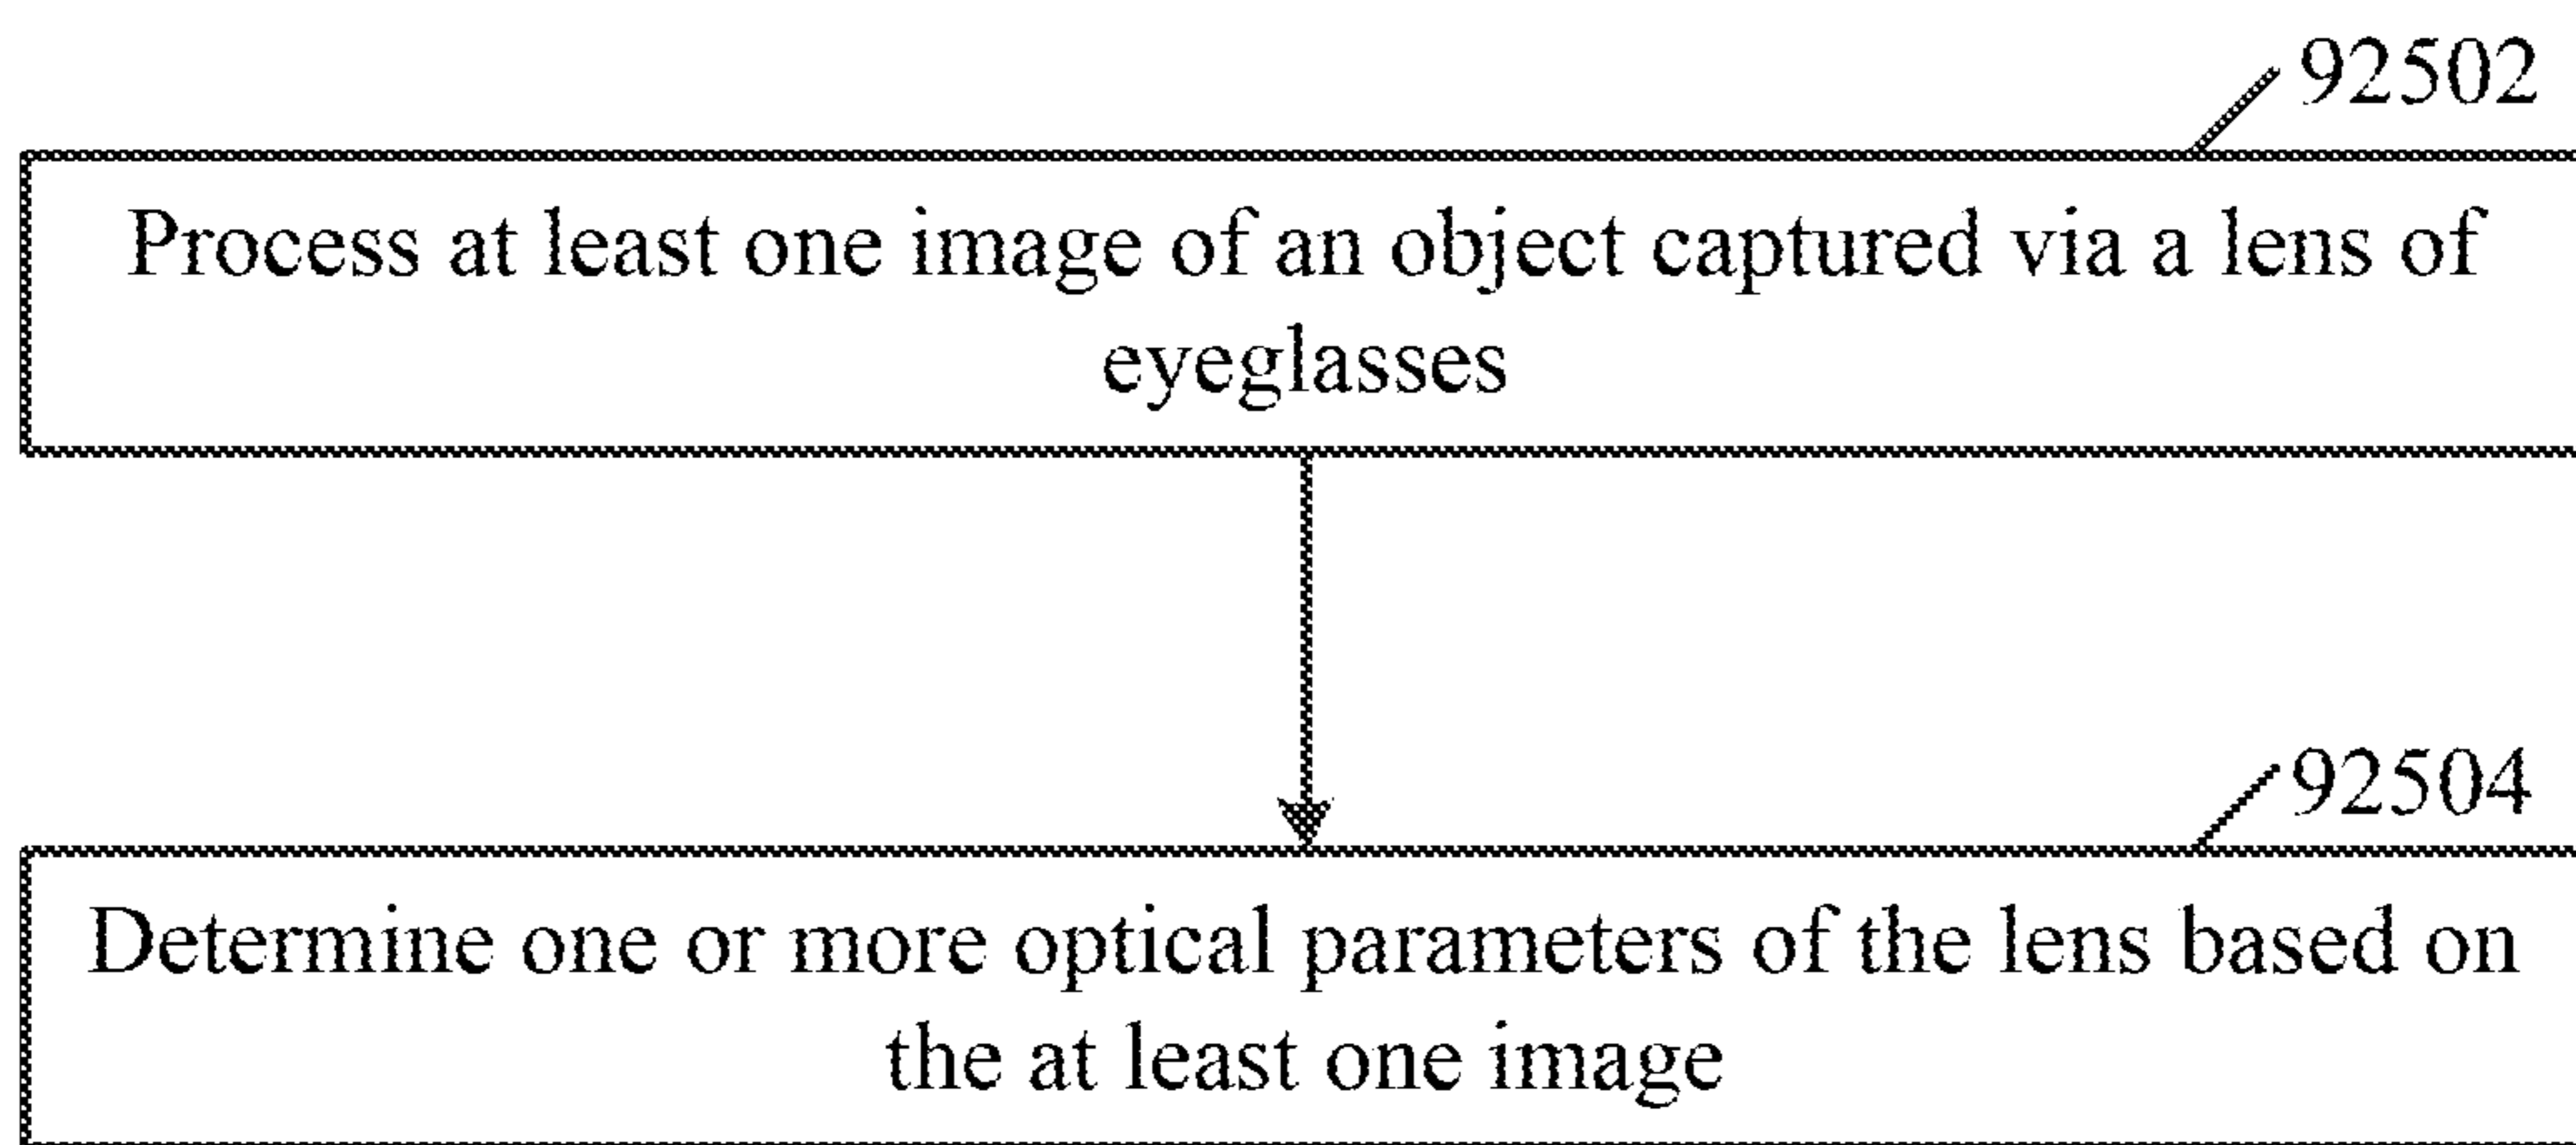 92502
Process at least one image of an object captured via a lens of
eyeglasses
92504
Determine one or more optical parameters of the lens based on
the at least one image